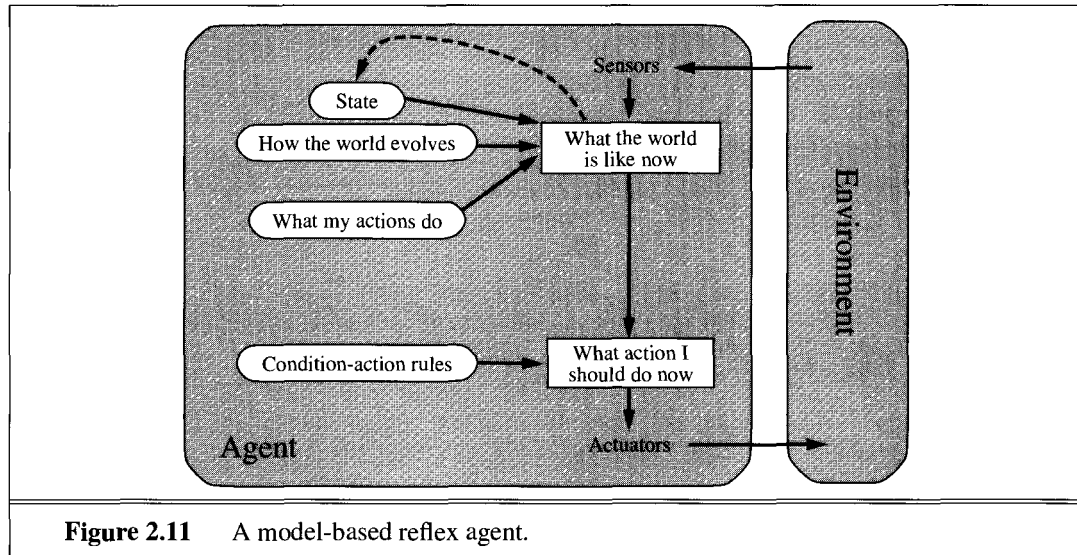 Sensors
State
What the world
is like now
How the world evolves
What my actions do
Environment
Condition-action rules
What action I
should do now
Agent
Actuators
Figure 2.11 A model-based reflex agent.